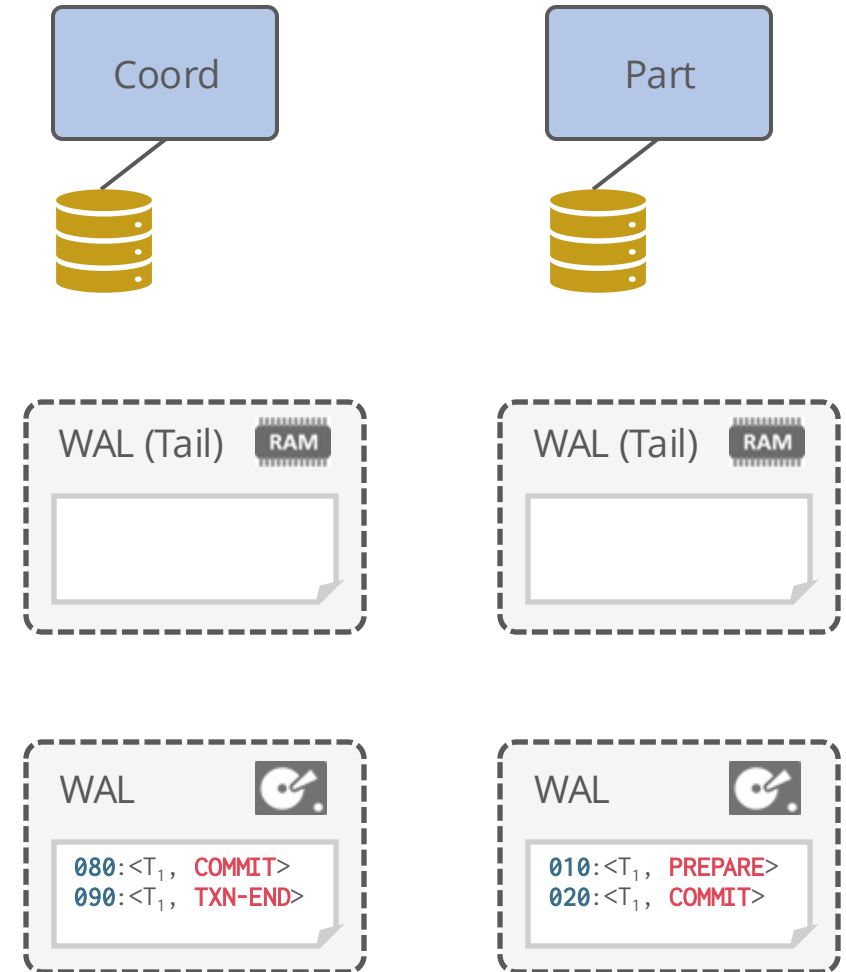 Coord
Part
WAL (Tail)
RAM
WAL (Tail)
RAM
WAL
080:<T₁, COMMIT>
090:<T₁, TXN-END>
WAL
010:<T₁, PREPARE>
020:<T₁, COMMIT>